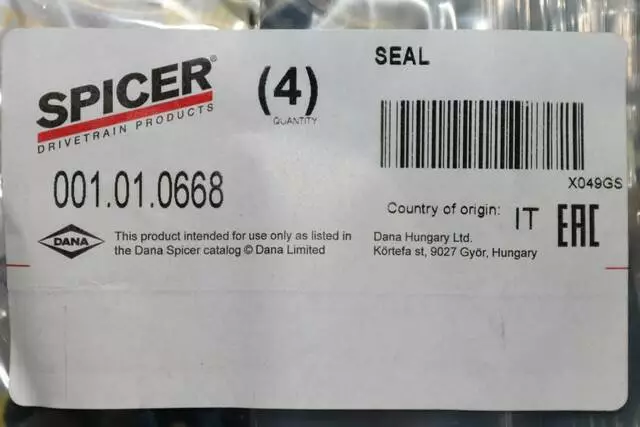 SPICER®
DRIVETRAIN PRODUCTS
(4)
QUANTITY
SEAL
X049GS
001.01.0668
Country of origin: IT
EAC
DANA
This product intended for use only as listed in
the Dana Spicer catalog © Dana Limited
Dana Hungary Ltd.
Körtefa st, 9027 Győr, Hungary